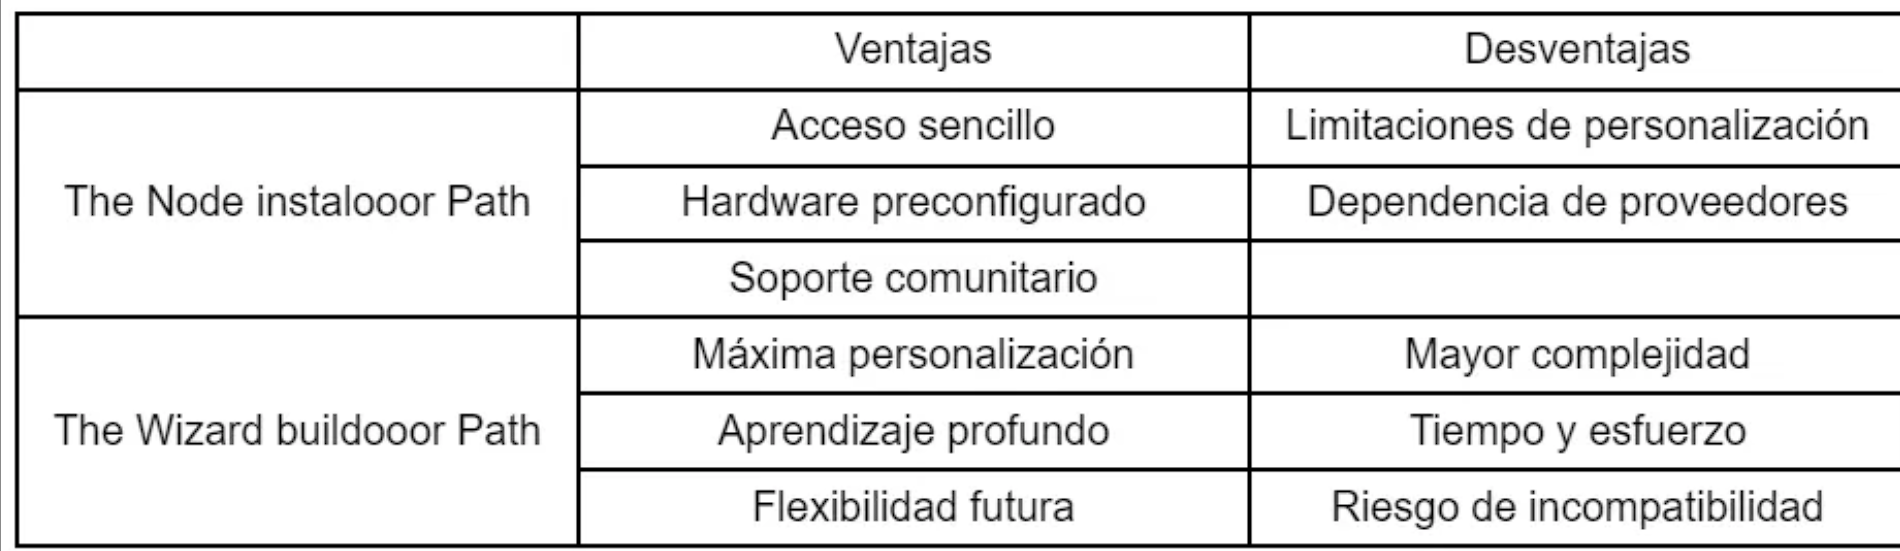 Ventajas
Desventajas
The Node instalooor Path
Acceso sencillo
Limitaciones de personalización
Hardware preconfigurado
Dependencia de proveedores
Soporte comunitario
The Wizard buildooor Path
Máxima personalización
Mayor complejidad
Aprendizaje profundo
Tiempo y esfuerzo
Flexibilidad futura
Riesgo de incompatibilidad